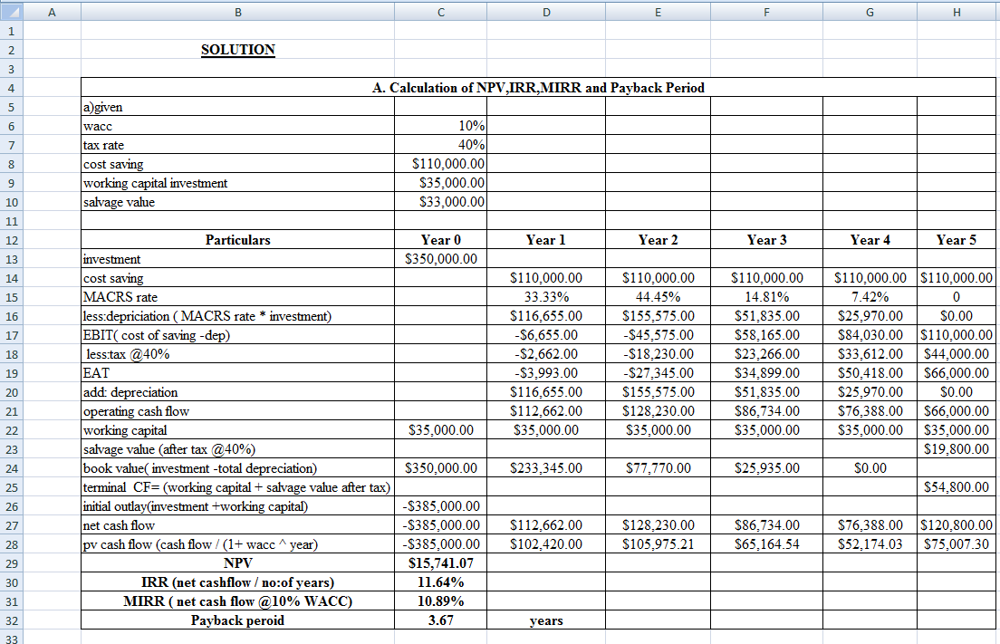 A B C D E F G H
1
2 SOLUTION
3
4 A. Calculation of NPV,IRR,MIRR and Payback Period
5 a)given
6 wacc 10%
7 tax rate 40%
8 cost saving $110,000.00
9 working capital investment $35,000.00
10 salvage value $33,000.00
11
12 Particulars Year 0 Year 1 Year 2 Year 3 Year 4 Year 5
13 investment $350,000.00
14 cost saving $110,000.00 $110,000.00 $110,000.00 $110,000.00 $110,000.00
15 MACRS rate 33.33% 44.45% 14.81% 7.42% 0
16 less:depriciation ( MACRS rate * investment) $116,655.00 $155,575.00 $51,835.00 $25,970.00 $0.00
17 EBIT( cost of saving -dep) -$6,655.00 -$45,575.00 $58,165.00 $84,030.00 $110,000.00
18 less:tax @40% -$2,662.00 -$18,230.00 $23,266.00 $33,612.00 $44,000.00
19 EAT -$3,993.00 -$27,345.00 $34,899.00 $50,418.00 $66,000.00
20 add: depreciation $116,655.00 $155,575.00 $51,835.00 $25,970.00 $0.00
21 operating cash flow $112,662.00 $128,230.00 $86,734.00 $76,388.00 $66,000.00
22 working capital $35,000.00 $35,000.00 $35,000.00 $35,000.00 $35,000.00 $35,000.00
23 salvage value (after tax @40%) $19,800.00
24 book value( investment -total depreciation) $350,000.00 $233,345.00 $77,770.00 $25,935.00 $0.00
25 terminal CF= (working capital + salvage value after tax) $54,800.00
26 initial outlay(investment +working capital) -$385,000.00
27 net cash flow -$385,000.00 $112,662.00 $128,230.00 $86,734.00 $76,388.00 $120,800.00
28 pv cash flow (cash flow / (1+ wacc ^ year) -$385,000.00 $102,420.00 $105,975.21 $65,164.54 $52,174.03 $75,007.30
29 NPV $15,741.07
30 IRR (net cashflow / no:of years) 11.64%
31 MIRR ( net cash flow @10% WACC) 10.89%
32 Payback peroid 3.67 years
33